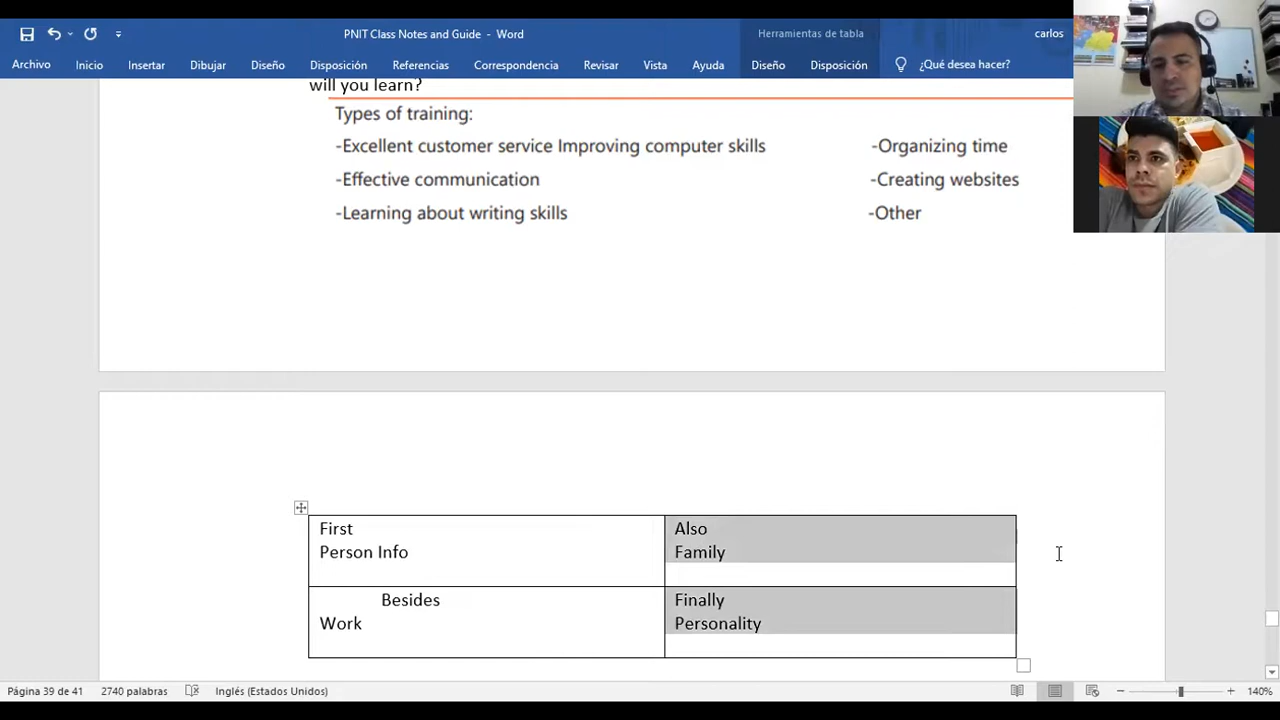 PNIT Class Notes and Guide - Word
Herramientas de tabla
carlos
Archivo Inicio Insertar Dibujar Diseño Disposición Referencias Correspondencia Revisar Vista Ayuda Diseño Disposición ¿Qué desea hacer?
will you learn?
Types of training:
-Excellent customer service Improving computer skills -Organizing time
-Effective communication -Creating websites
-Learning about writing skills -Other
First Also
Person Info Family
Besides Finally
Work Personality
Página 39 de 41 2740 palabras Inglés (Estados Unidos) 140%